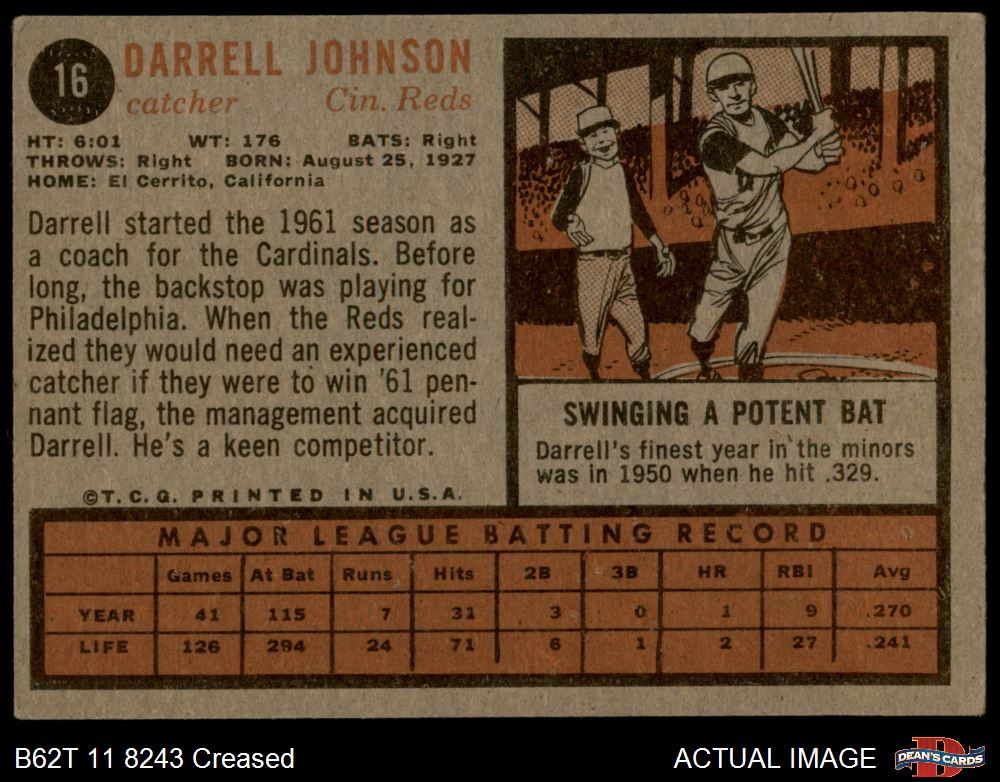 16
DARRELL JOHNSON
catcher Cin. Reds
HT: 6:01 WT: 176 BATS: Right
THROWS: Right BORN: August 25, 1927
HOME: El Cerrito, California
Darrell started the 1961 season as
a coach for the Cardinals. Before
long, the backstop was playing for
Philadelphia. When the Reds real-
ized they would need an experienced
catcher if they were to win '61 pen-
nant flag, the management acquired
Darrell. He's a keen competitor.
©T.C.G. PRINTED IN U.S.A.
SWINGING A POTENT BAT
Darrell's finest year in the minors
was in 1950 when he hit .329.
MAJOR LEAGUE BATTING RECORD
Games At Bat Runs Hits 2B 3B HR RBI Avg
YEAR 41 115 7 31 3 0 1 9 .270
LIFE 126 294 24 71 6 1 2 27 .241
B62T 11 8243 Creased ACTUAL IMAGE
DEAN'S CARDS